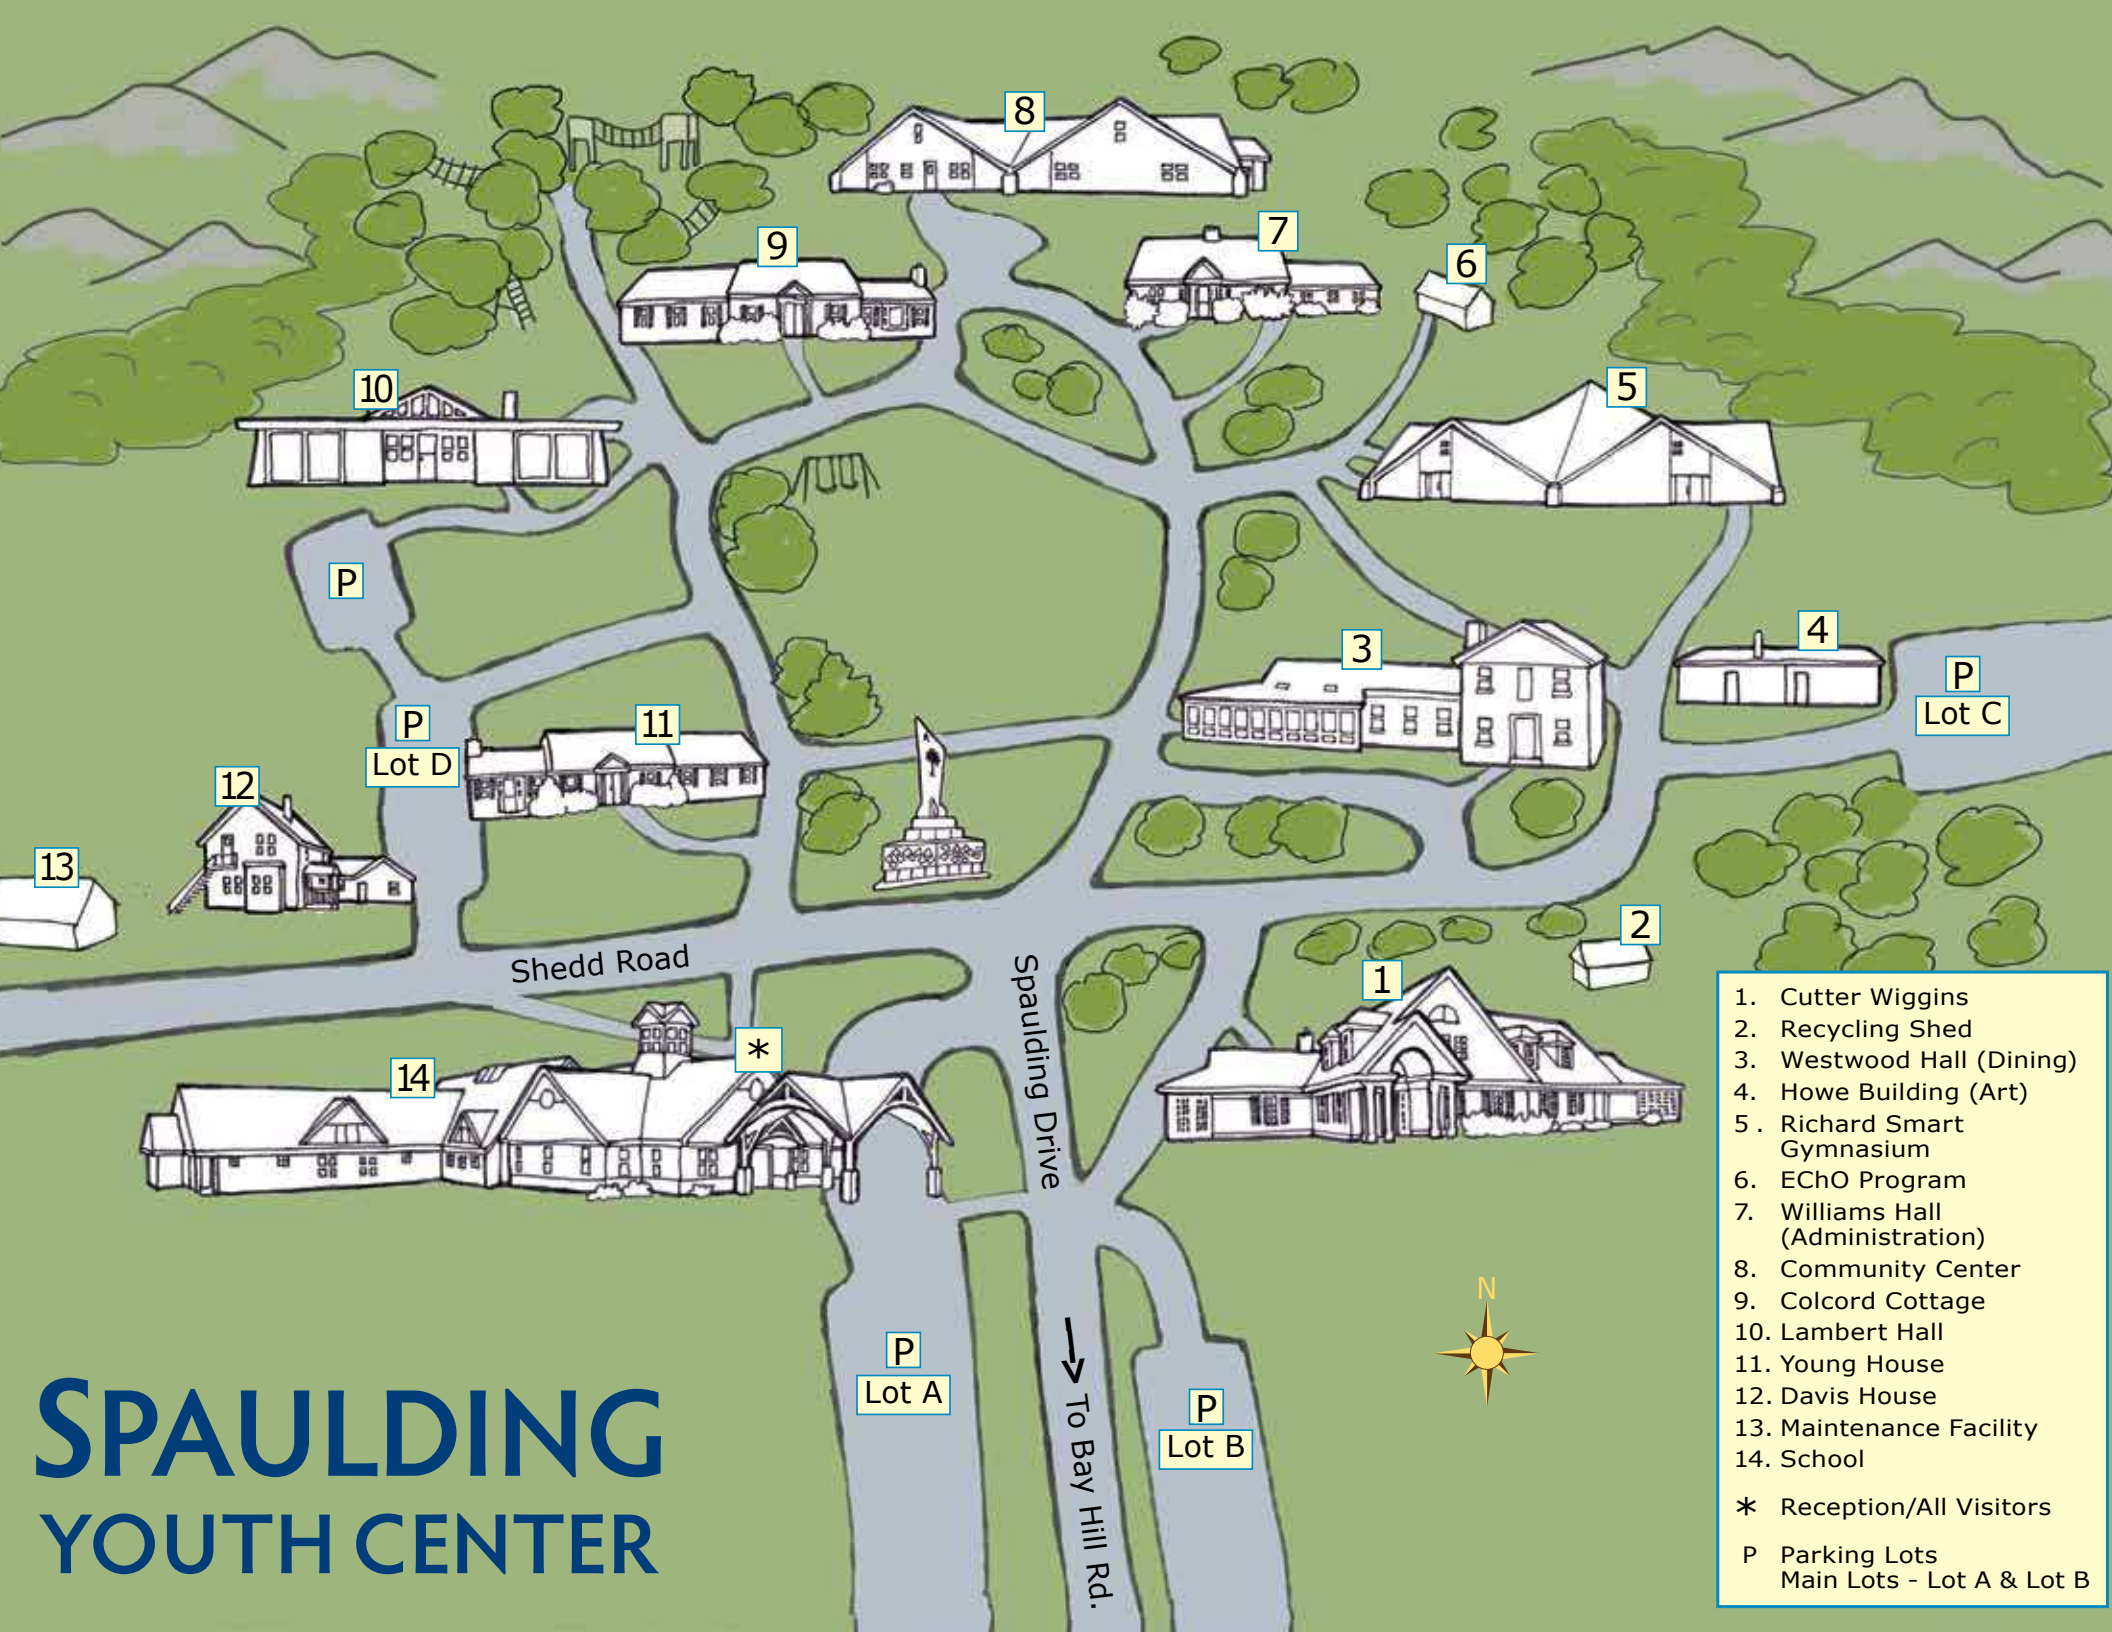 8
7
9
6
10
5
P
3
4
P
Lot C
P
Lot D
11
12
13
2
Shedd Road
Spaulding Drive
1
*
14
N
P
Lot A
P
Lot B
To Bay Hill Rd.
SPAULDING
YOUTH CENTER
1. Cutter Wiggins
2. Recycling Shed
3. Westwood Hall (Dining)
4. Howe Building (Art)
5. Richard Smart
Gymnasium
6. EChO Program
7. Williams Hall
(Administration)
8. Community Center
9. Colcord Cottage
10. Lambert Hall
11. Young House
12. Davis House
13. Maintenance Facility
14. School
* Reception/All Visitors
P Parking Lots
Main Lots - Lot A & Lot B